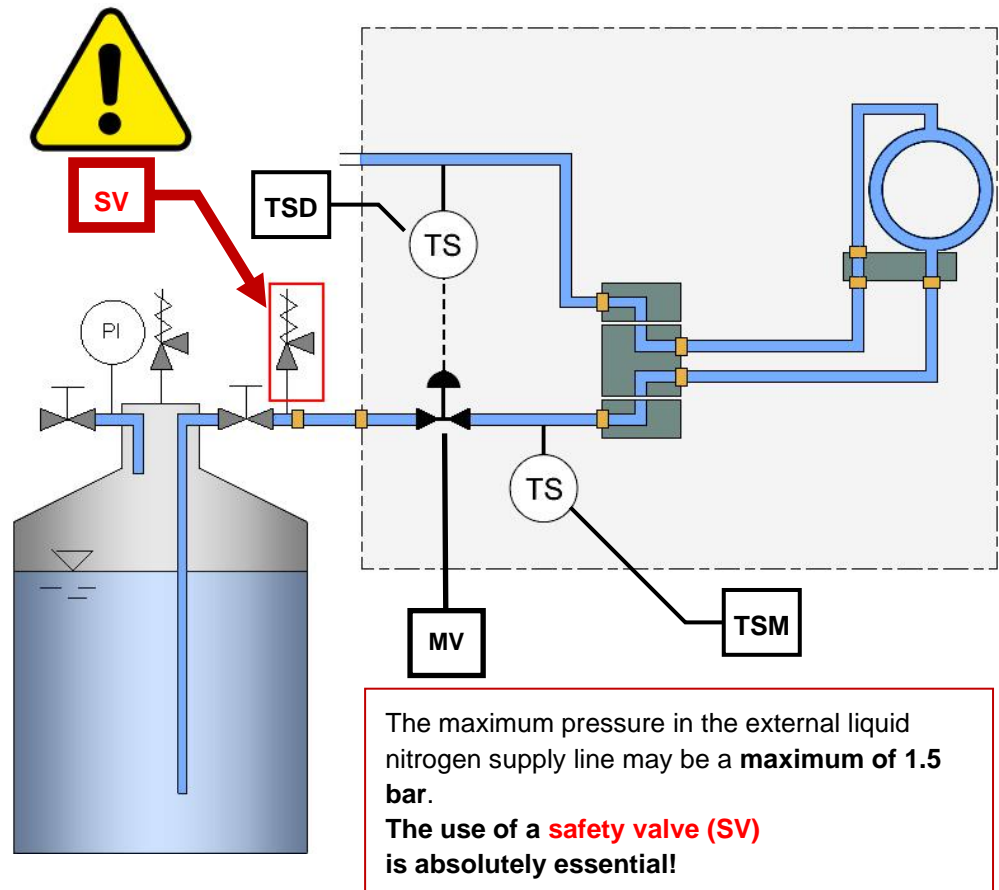 SV
TSD
TS
PI
TS
TSM
MV
The maximum pressure in the external liquid
nitrogen supply line may be a maximum of 1.5
bar.
The use of a safety valve (SV)
is absolutely essential!